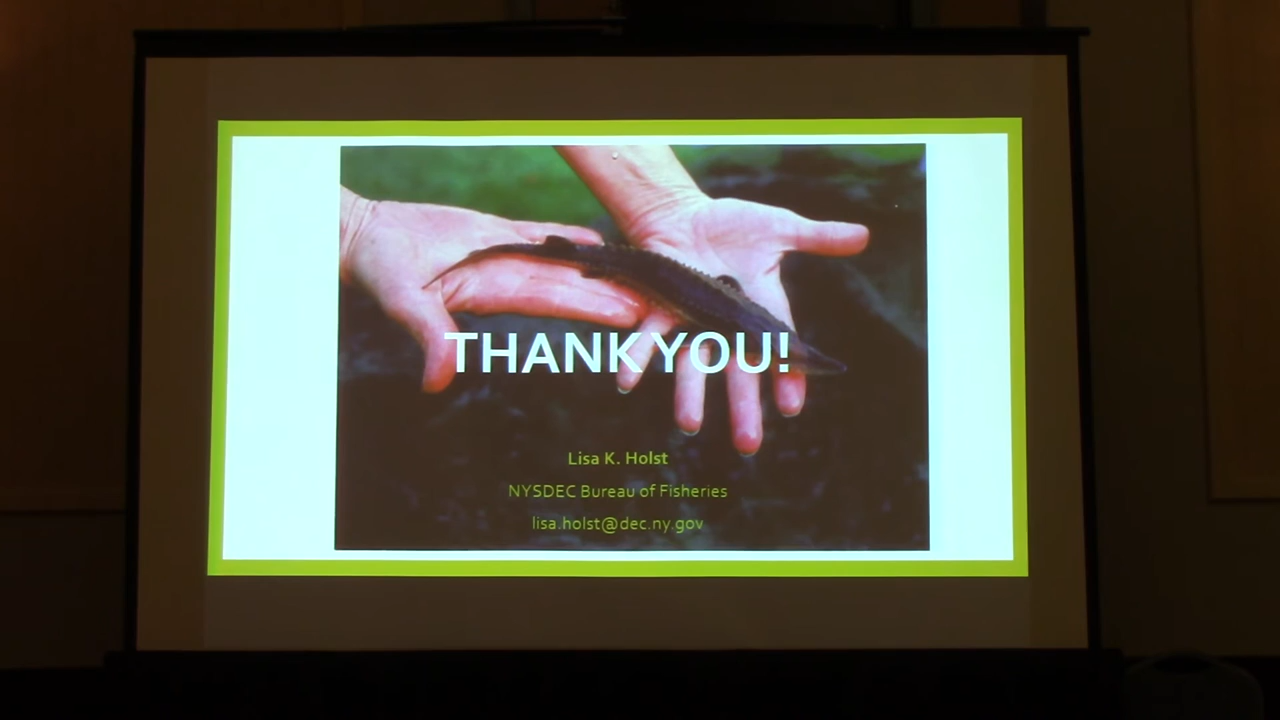 THANK YOU!
Lisa K. Holst
NYSDEC Bureau of Fisheries
lisa.holst@dec.ny.gov